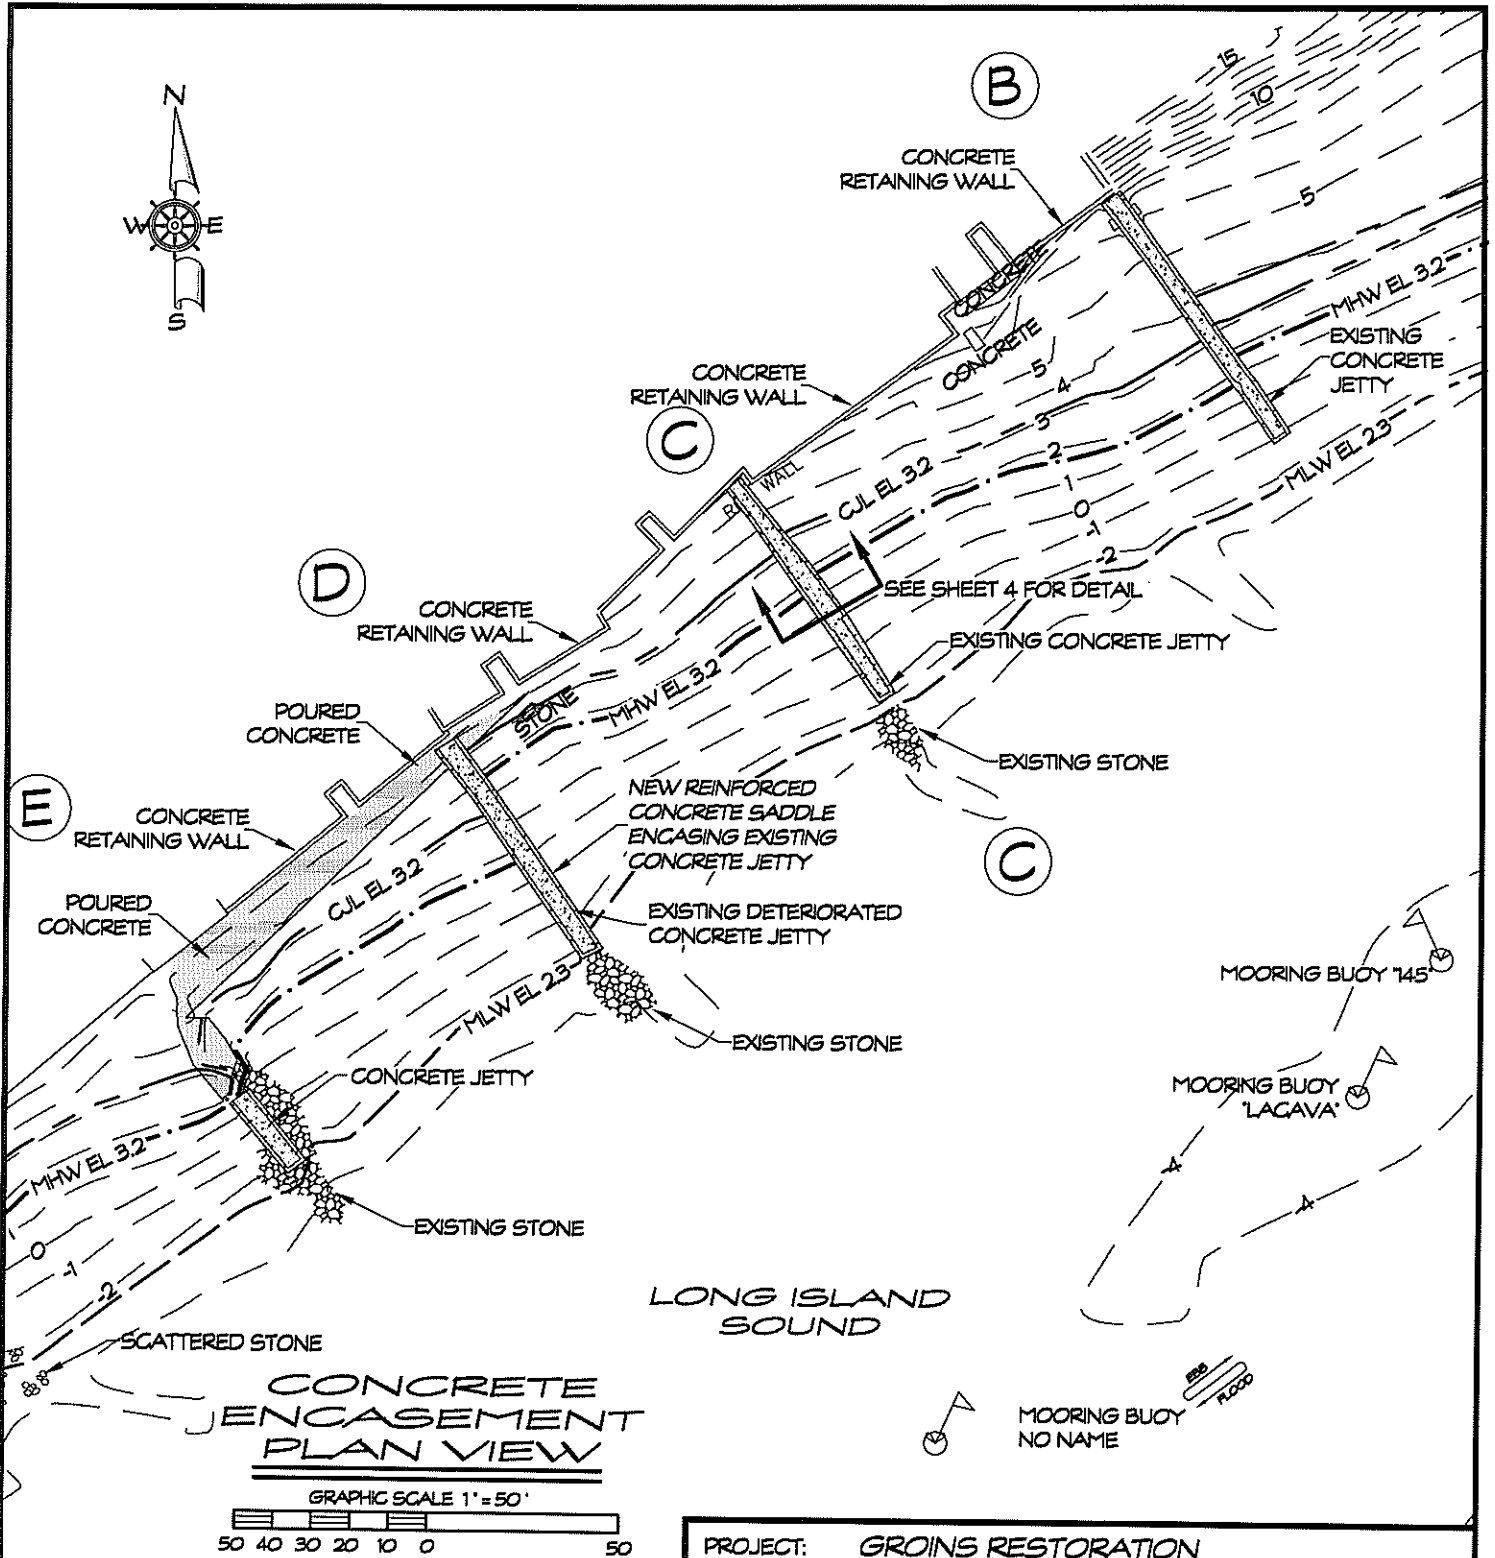 N
W
E
S
B
15
10
CONCRETE
RETAINING WALL
5
CONCRETE
CONCRETE
MHW EL 3.2
EXISTING
CONCRETE
JETTY
CONCRETE
RETAINING WALL
5
4
3
2
1
0
-1
-2
C
WALL
CJL EL 3.2
MLW EL 2.3
SEE SHEET 4 FOR DETAIL
D
CONCRETE
RETAINING WALL
EXISTING CONCRETE JETTY
MHW EL 3.2
STONE
POURED
CONCRETE
EXISTING STONE
E
CONCRETE
RETAINING WALL
NEW REINFORCED
CONCRETE SADDLE
ENCASING EXISTING
CONCRETE JETTY
C
CJL EL 3.2
POURED
CONCRETE
EXISTING DETERIORATED
CONCRETE JETTY
MOORING BUOY "145"
MLW EL 2.3
EXISTING STONE
CONCRETE JETTY
MOORING BUOY
"LACAVA"
MHW EL 3.2
-4
-4
EXISTING STONE
0
-1
-2
LONG ISLAND
SOUND
SCATTERED STONE
EBB
FLOOD
MOORING BUOY
NO NAME
CONCRETE
ENCASEMENT
PLAN VIEW
GRAPHIC SCALE 1" = 50'
50 40 30 20 10 0 50
PROJECT: GROINS RESTORATION